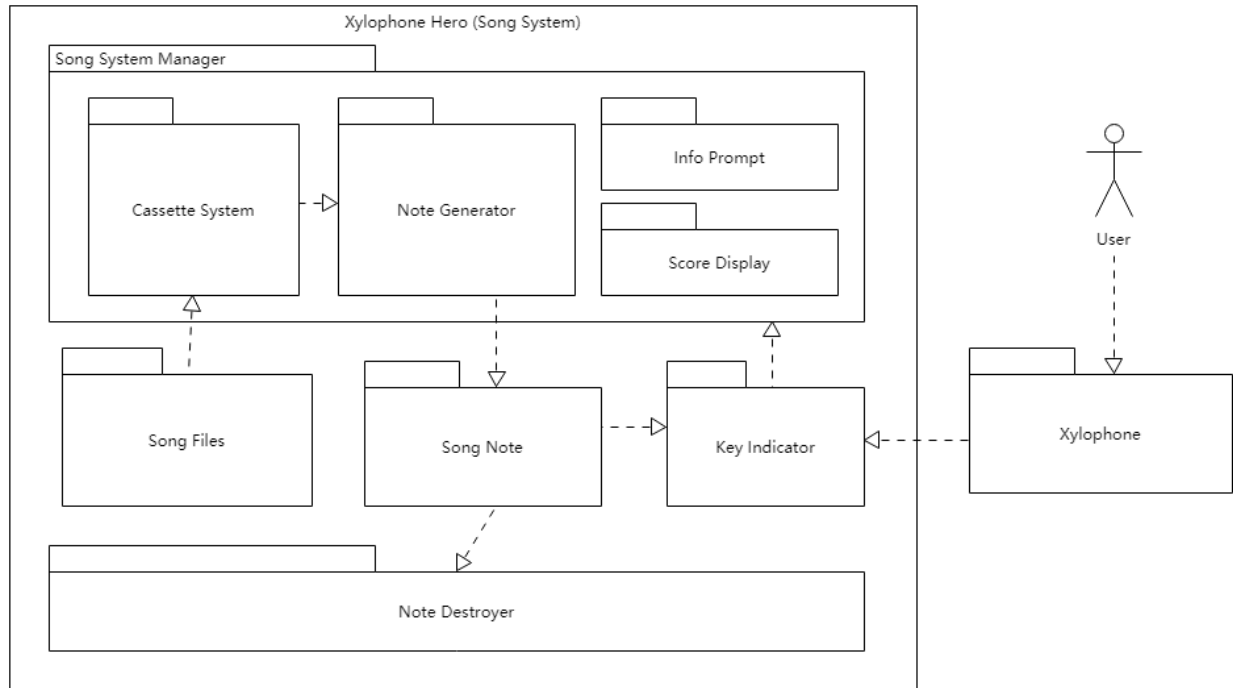 Xylophone Hero (Song System)
Song System Manager
Cassette System
Note Generator
Info Prompt
Score Display
User
Song Files
Song Note
Key Indicator
Xylophone
Note Destroyer